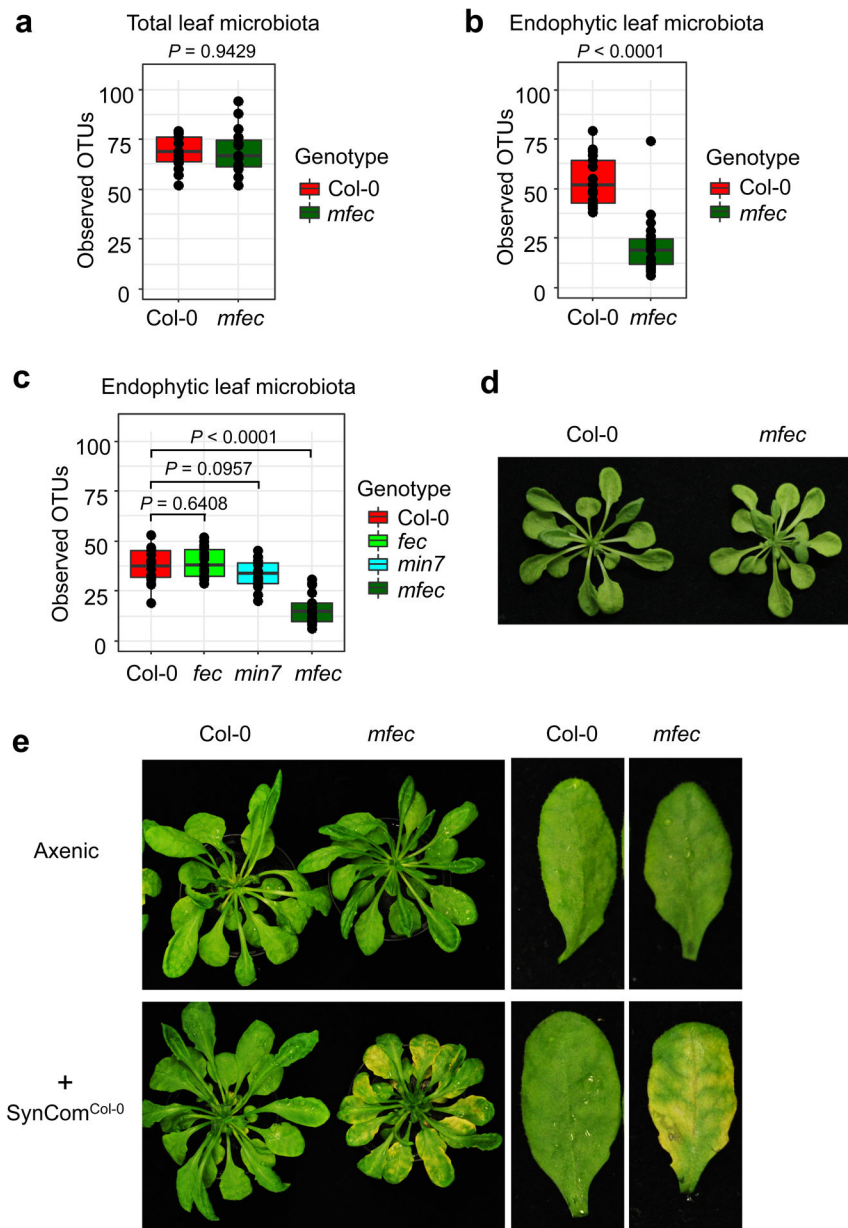 a
Total leaf microbiota
P = 0.9429
Observed OTUs
100
75
50
25
0
Col-0 mfec
Genotype
Col-0
mfec
b
Endophytic leaf microbiota
P < 0.0001
Observed OTUs
100
75
50
25
0
Col-0 mfec
Genotype
Col-0
mfec
c
Endophytic leaf microbiota
P < 0.0001
P = 0.0957
P = 0.6408
Observed OTUs
100
75
50
25
0
Col-0 fec min7 mfec
Genotype
Col-0
fec
min7
mfec
d
Col-0 mfec
e
Col-0 mfec Col-0 mfec
Axenic
+
SynComCol-0